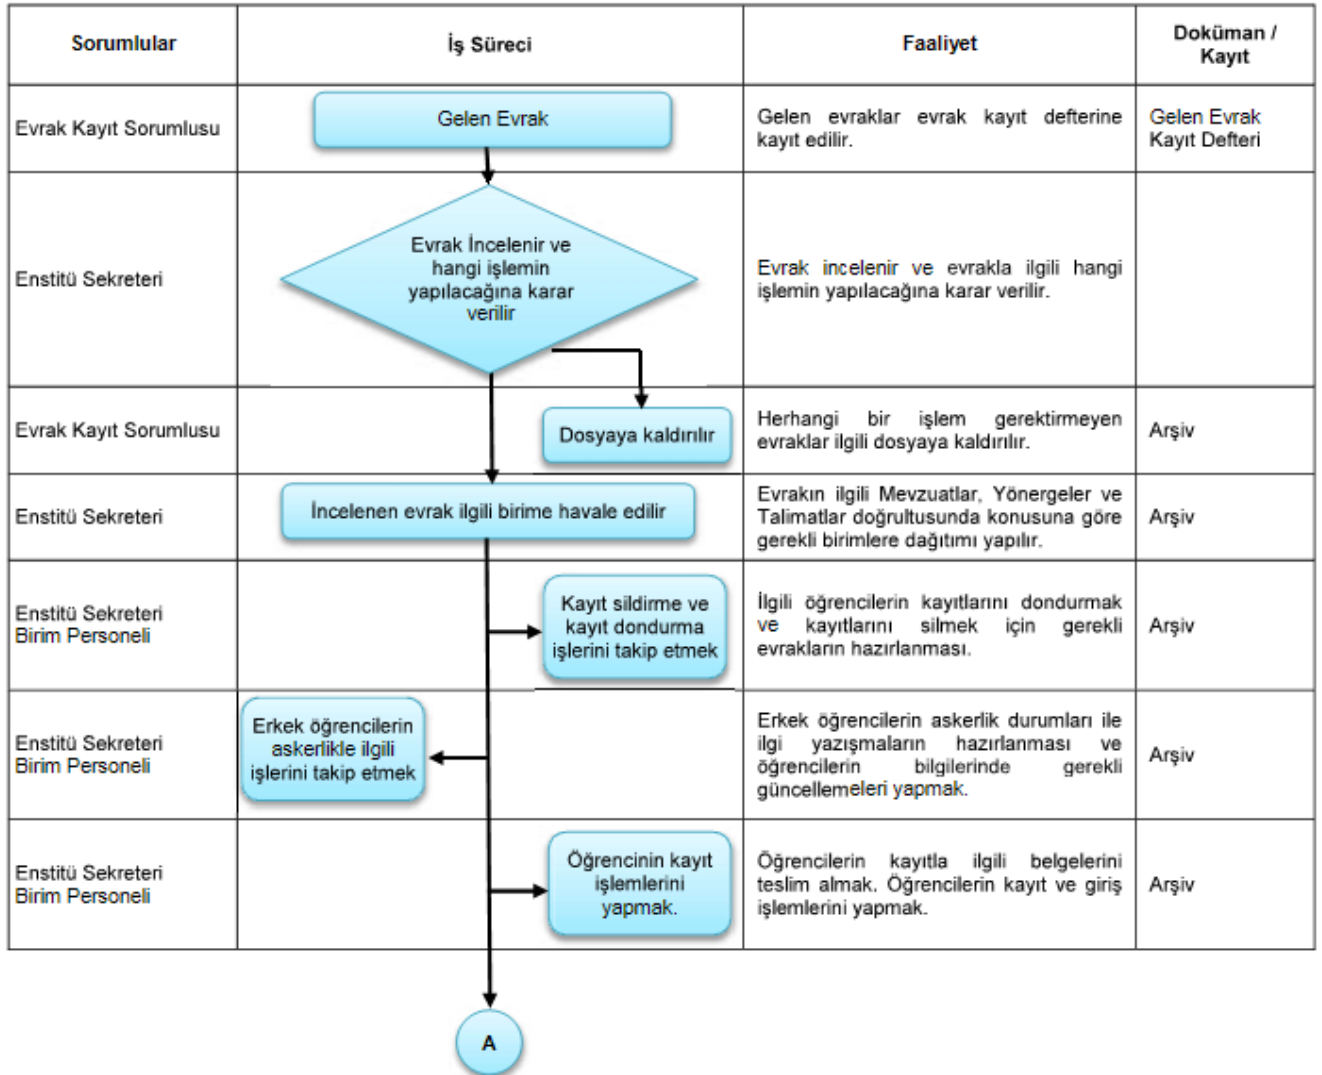 Sorumlular
İş Süreci
Faaliyet
Doküman /
Kayıt
Evrak Kayıt Sorumlusu
Gelen Evrak
Gelen evraklar evrak kayıt defterine
kayıt edilir.
Gelen Evrak
Kayıt Defteri
Enstitü Sekreteri
Evrak İncelenir ve
hangi işlemin
yapılacağına karar
verilir
Evrak incelenir ve evrakla ilgili hangi
işlemin yapılacağına karar verilir.
Evrak Kayıt Sorumlusu
Dosyaya kaldırılır
Herhangi bir işlem gerektirmeyen
evraklar ilgili dosyaya kaldırılır.
Arşiv
Enstitü Sekreteri
İncelenen evrak ilgili birime havale edilir
Evrakın ilgili Mevzuatlar, Yönergeler ve
Talimatlar doğrultusunda konusuna göre
gerekli birimlere dağıtımı yapılır.
Arşiv
Enstitü Sekreteri
Birim Personeli
Kayıt sildirme ve
kayıt dondurma
işlerini takip etmek
İlgili öğrencilerin kayıtlarını dondurmak
ve kayıtlarını silmek için gerekli
evrakların hazırlanması.
Arşiv
Enstitü Sekreteri
Birim Personeli
Erkek öğrencilerin
askerlikle ilgili
işlerini takip etmek
Erkek öğrencilerin askerlik durumları ile
ilgi yazışmaların hazırlanması ve
öğrencilerin bilgilerinde gerekli
güncellemeleri yapmak.
Arşiv
Enstitü Sekreteri
Birim Personeli
Öğrencinin kayıt
işlemlerini
yapmak.
Öğrencilerin kayıtla ilgili belgelerini
teslim almak. Öğrencilerin kayıt ve giriş
işlemlerini yapmak.
Arşiv
A